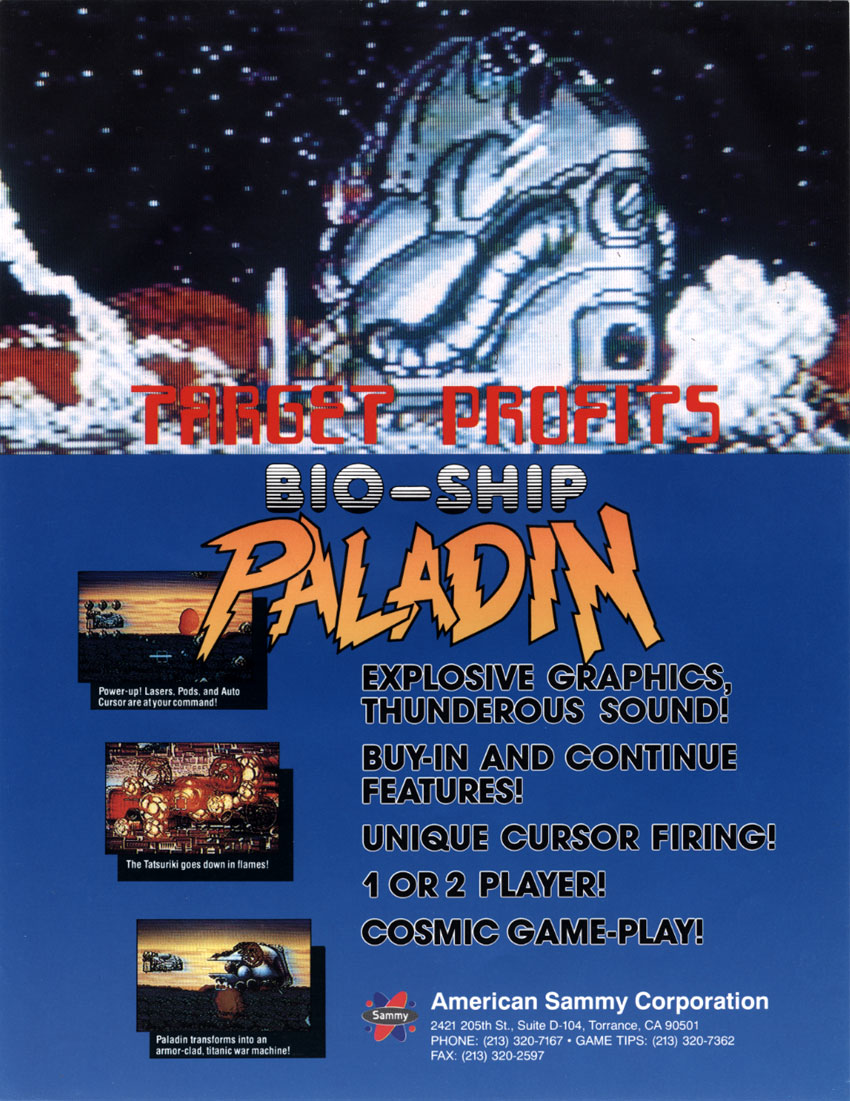 TARGET PROFITS
BIO-SHIP
PALADIN
Power-up! Lasers, Pods, and Auto
Cursor are at your command!
The Tatsuriki goes down in flames!
Paladin transforms into an
armor-clad, titanic war machine!
EXPLOSIVE GRAPHICS,
THUNDEROUS SOUND!
BUY-IN AND CONTINUE
FEATURES!
UNIQUE CURSOR FIRING!
1 OR 2 PLAYER!
COSMIC GAME-PLAY!
Sammy
American Sammy Corporation
2421 205th St., Suite D-104, Torrance, CA 90501
PHONE: (213) 320-7167 • GAME TIPS: (213) 320-7362
FAX: (213) 320-2597